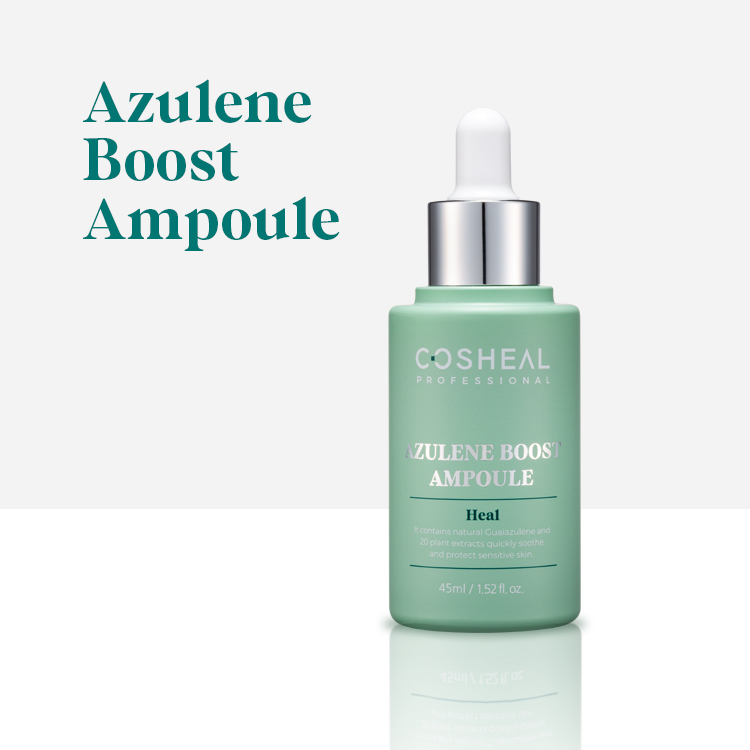 Azulene
Boost
Ampoule
COSHEAL
PROFESSIONAL
AZULENE BOOST
AMPOULE
Heal
It contains natural Guaiazulene and
20 plant extracts quickly soothe
and protect sensitive skin.
45ml / 1.52 fl. oz.